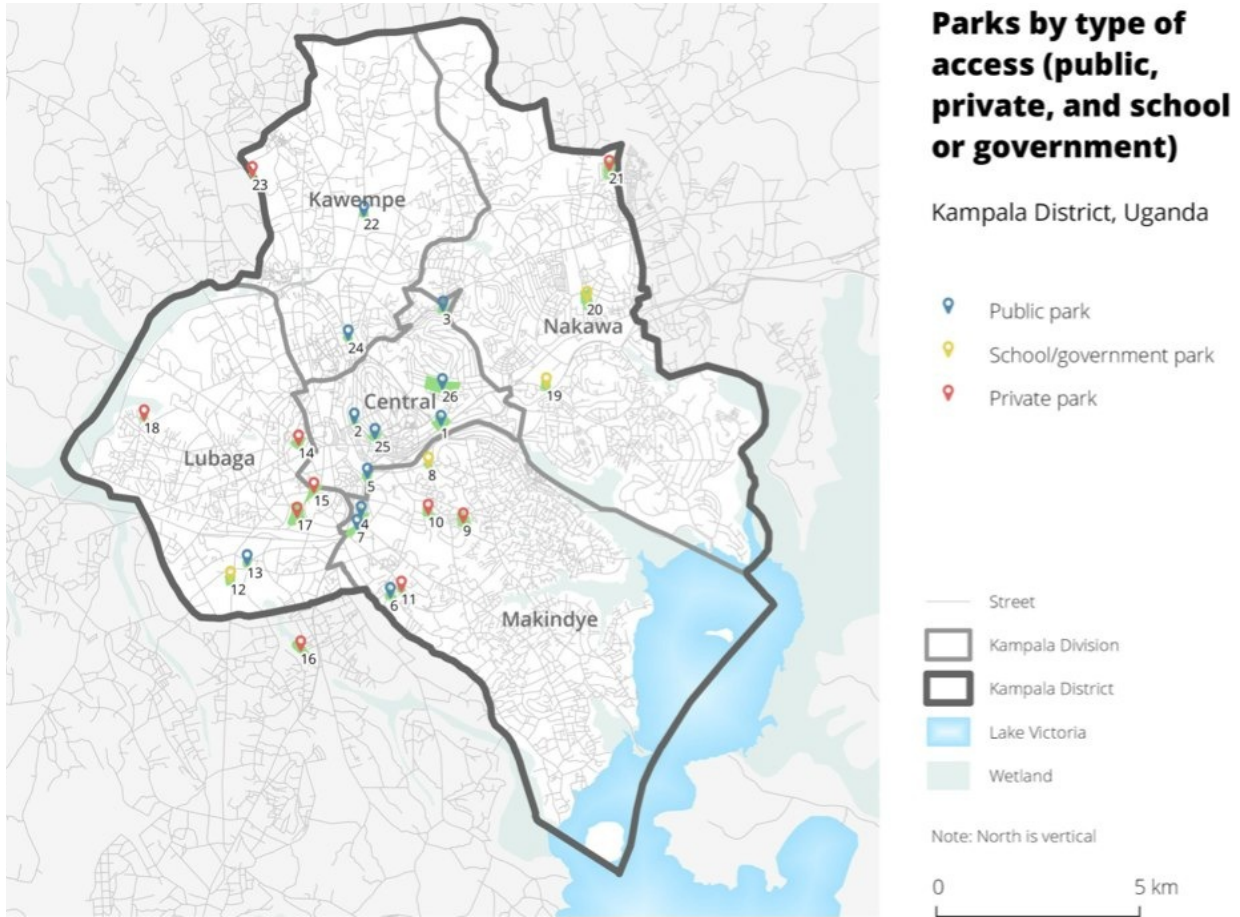 Parks by type of
access (public,
private, and school
or government)
Kampala District, Uganda
Public park
School/government park
Private park
Street
Kampala Division
Kampala District
Lake Victoria
Wetland
Note: North is vertical
0 5 km
23
21
Kawempe
22
20
3
Nakawa
24
19
26
Central
18
2
1
25
14
Lubaga
8
5
15
10
9
17
4
7
13
12
6
11
Makindye
16